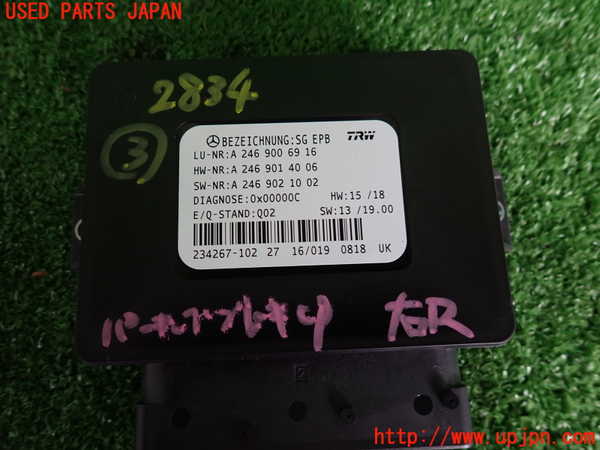 USED PARTS JAPAN
2834
3
BEZEICHNUNG:SG EPB TRW
LU-NR:A 246 900 69 16
HW-NR:A 246 901 40 06
SW-NR:A 246 902 10 02
DIAGNOSE:0x00000C HW:15 /18
E/Q-STAND:Q02 SW:13 /19.00
234267-102 27 16/019 0818 UK
パーキングブレーキ 右R
http://www.upjpn.com